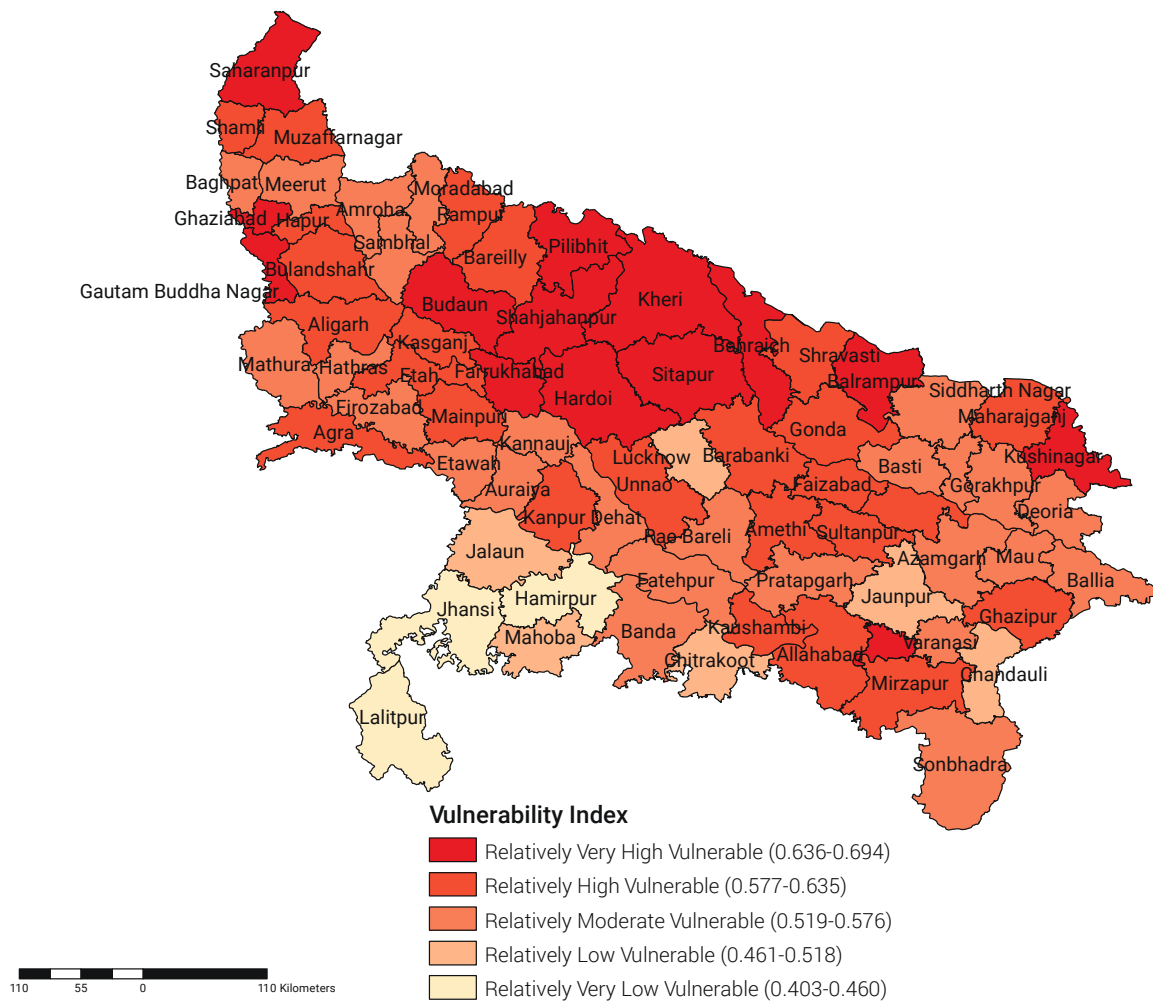 Saharanpur
Shamli
Muzaffarnagar
Baghpat
Meerut
Moradabad
Amroha
Rampur
Ghaziabad
Hapur
Sambhal
Pilibhit
Bareilly
Bulandshahr
Gautam Buddha Nagar
Budaun
Kheri
Shahjahanpur
Aligarh
Kasganj
Bahraich
Shravasti
Mathura
Hathras
Etah
Farrukhabad
Sitapur
Balrampur
Siddharth Nagar
Hardoi
Firozabad
Mainpuri
Maharajganj
Agra
Gonda
Kannauj
Lucknow
Barabanki
Kushinagar
Etawah
Basti
Unnao
Faizabad
Gorakhpur
Auraiya
Deoria
Kanpur Dehat
Rae Bareli
Amethi
Sultanpur
Jalaun
Azamgarh
Mau
Fatehpur
Pratapgarh
Ballia
Hamirpur
Jaunpur
Jhansi
Ghazipur
Mahoba
Banda
Kaushambi
Varanasi
Chitrakoot
Allahabad
Chandauli
Mirzapur
Lalitpur
Sonbhadra
Vulnerability Index
Relatively Very High Vulnerable (0.636-0.694)
Relatively High Vulnerable (0.577-0.635)
Relatively Moderate Vulnerable (0.519-0.576)
Relatively Low Vulnerable (0.461-0.518)
Relatively Very Low Vulnerable (0.403-0.460)
110 55 0 110 Kilometers